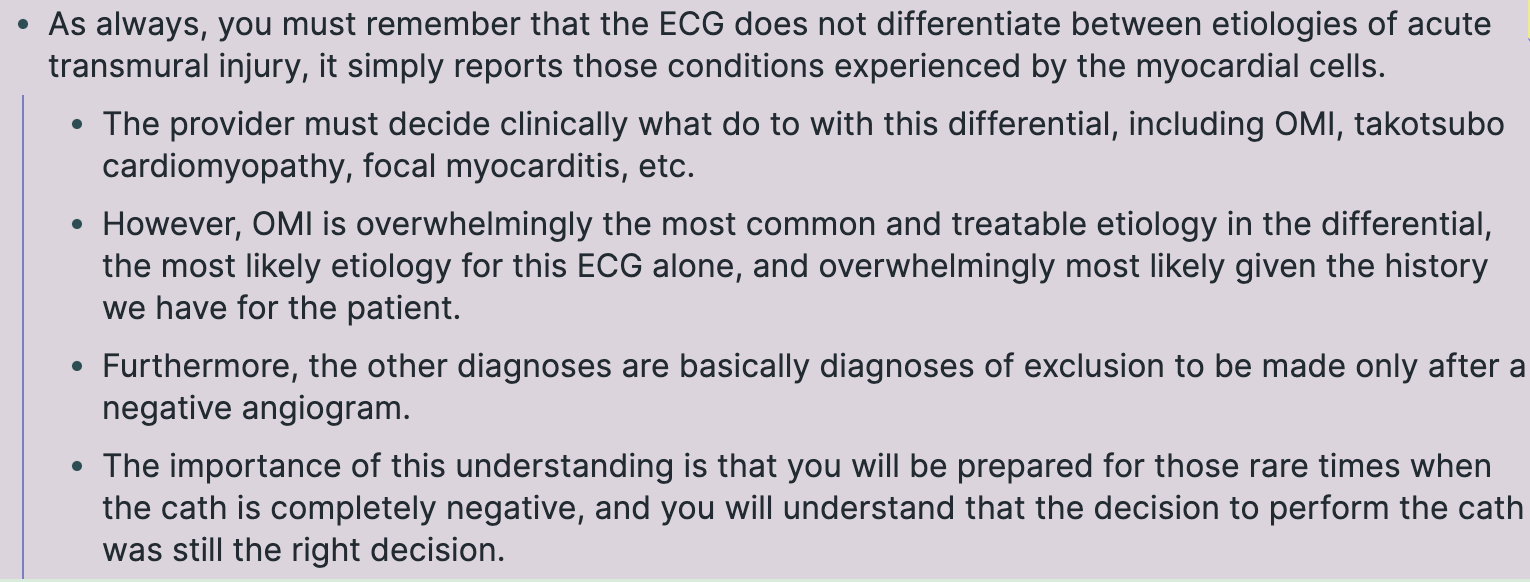 • As always, you must remember that the ECG does not differentiate between etiologies of acute
transmural injury, it simply reports those conditions experienced by the myocardial cells.
• The provider must decide clinically what do to with this differential, including OMI, takotsubo
cardiomyopathy, focal myocarditis, etc.
• However, OMI is overwhelmingly the most common and treatable etiology in the differential,
the most likely etiology for this ECG alone, and overwhelmingly most likely given the history
we have for the patient.
• Furthermore, the other diagnoses are basically diagnoses of exclusion to be made only after a
negative angiogram.
• The importance of this understanding is that you will be prepared for those rare times when
the cath is completely negative, and you will understand that the decision to perform the cath
was still the right decision.